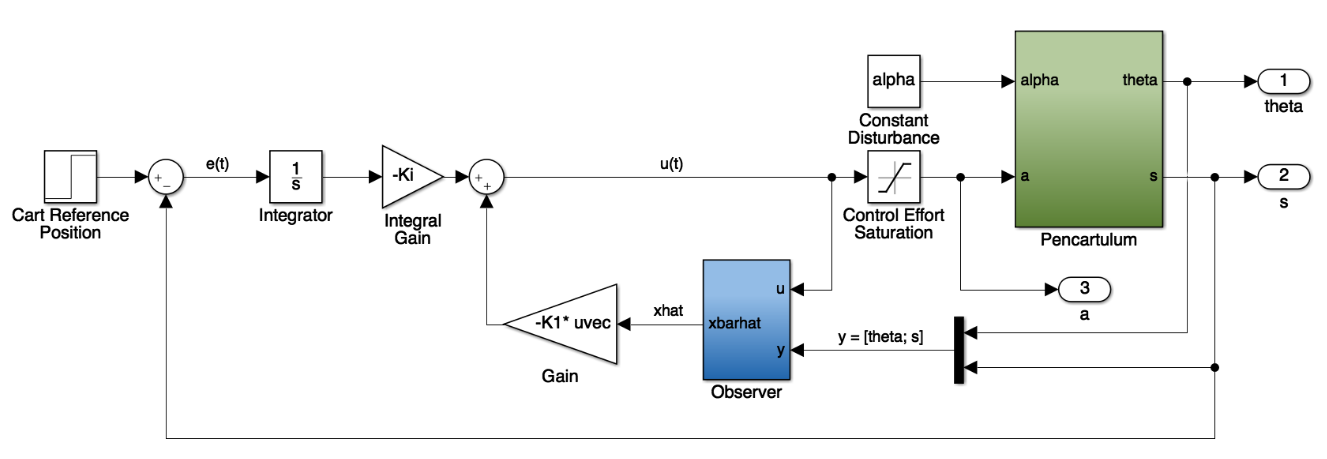 alpha
Constant
Disturbance
alpha
theta
a
s
Pencartulum
1
theta
2
s
Cart Reference
Position
+
−
e(t)
1
s
Integrator
-Ki
Integral
Gain
+
+
u(t)
Control Effort
Saturation
3
a
-K1* uvec
Gain
xhat
u
xbarhat
y
Observer
y = [theta; s]